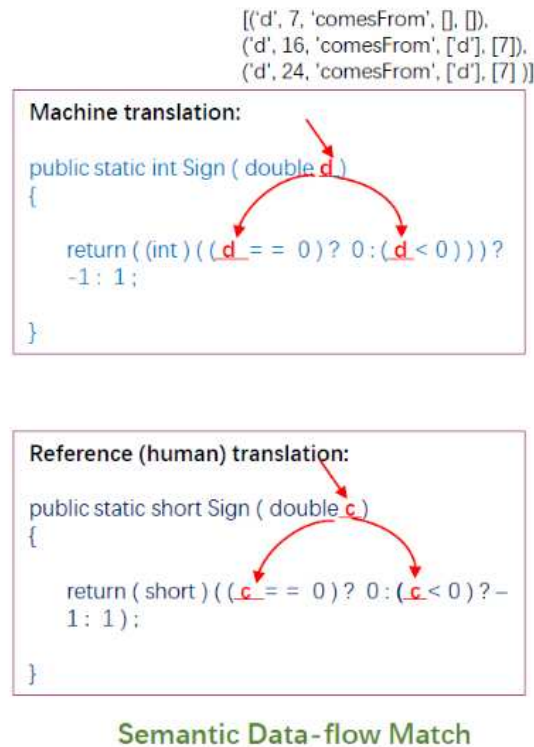 [('d', 7, 'comesFrom', [], []),
('d', 16, 'comesFrom', ['d'], [7]),
('d', 24, 'comesFrom', ['d'], [7] )]
Machine translation:
public static int Sign ( double d )
{
return ( (int ) ( ( d = = 0 ) ? 0 : ( d < 0 ) ) ) ?
-1 : 1 ;
}
Reference (human) translation:
public static short Sign ( double c )
{
return ( short ) ( ( c = = 0 ) ? 0 : ( c < 0 ) ? –
1 : 1 ) ;
}
Semantic Data-flow Match